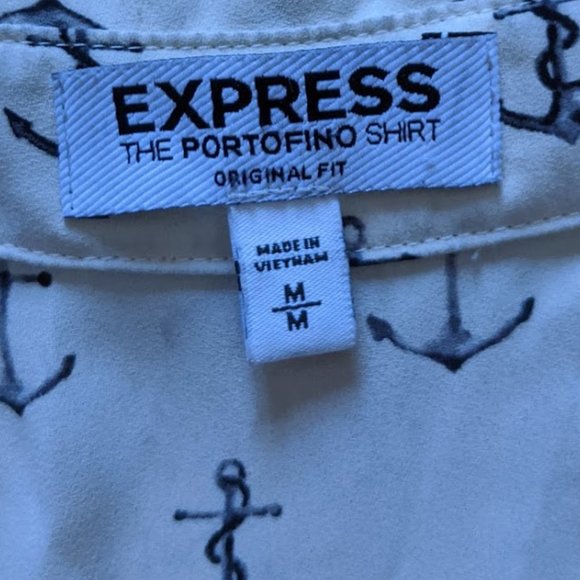 EXPRESS
THE PORTOFINO SHIRT
ORIGINAL FIT
MADE IN
VIETNAM
M
M